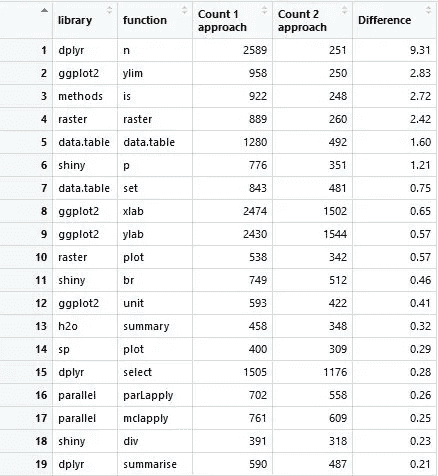 library function Count 1 approach Count 2 approach Difference
1 dplyr n 2589 251 9.31
2 ggplot2 ylim 958 250 2.83
3 methods is 922 248 2.72
4 raster raster 889 260 2.42
5 data.table data.table 1280 492 1.60
6 shiny p 776 351 1.21
7 data.table set 843 481 0.75
8 ggplot2 xlab 2474 1502 0.65
9 ggplot2 ylab 2430 1544 0.57
10 raster plot 538 342 0.57
11 shiny br 749 512 0.46
12 ggplot2 unit 593 422 0.41
13 h2o summary 458 348 0.32
14 sp plot 400 309 0.29
15 dplyr select 1505 1176 0.28
16 parallel parLapply 702 558 0.26
17 parallel mclapply 761 609 0.25
18 shiny div 391 318 0.23
19 dplyr summarise 590 487 0.21